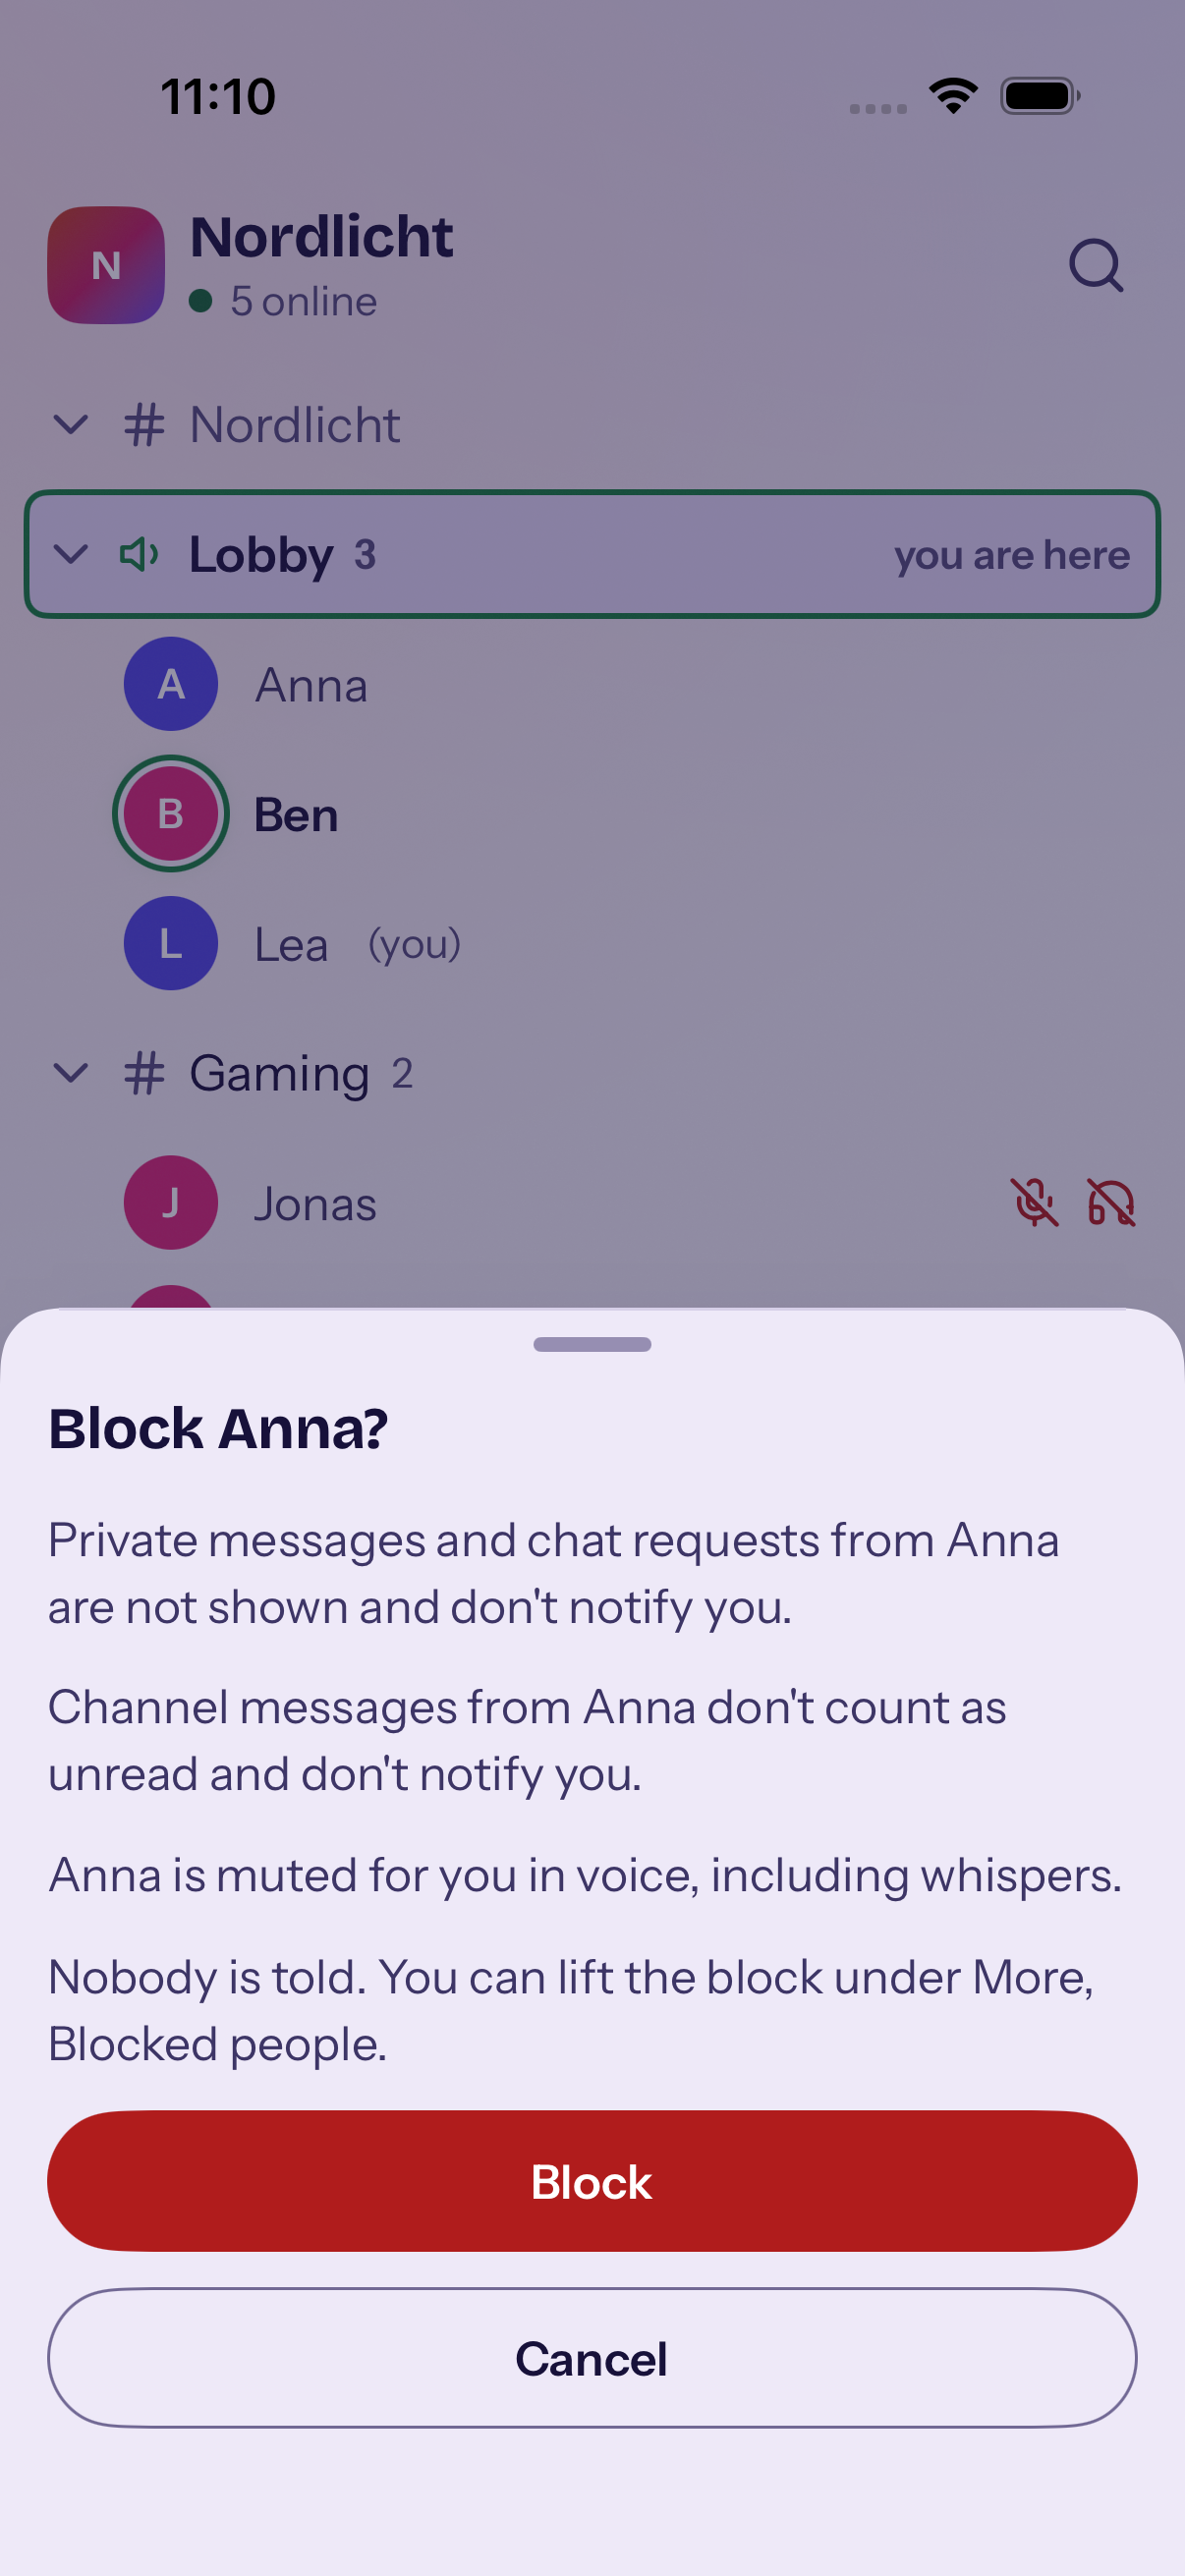 11:10
N
Nordlicht
5 online
Nordlicht
Lobby 3 you are here
A Anna
B Ben
L Lea (you)
Gaming 2
J Jonas
Block Anna?
Private messages and chat requests from Anna
are not shown and don't notify you.
Channel messages from Anna don't count as
unread and don't notify you.
Anna is muted for you in voice, including whispers.
Nobody is told. You can lift the block under More,
Blocked people.
Block
Cancel